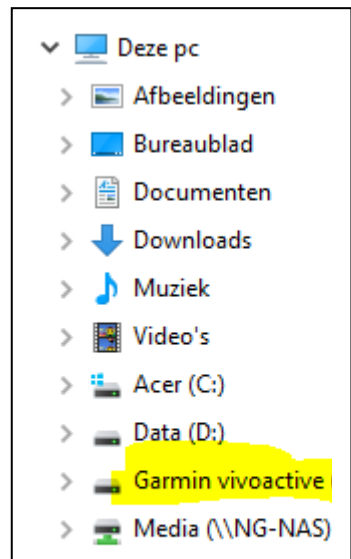 Deze pc
Afbeeldingen
Bureaublad
Documenten
Downloads
Muziek
Video's
Acer (C:)
Data (D:)
Garmin vivoactive (
Media (\\NG-NAS)